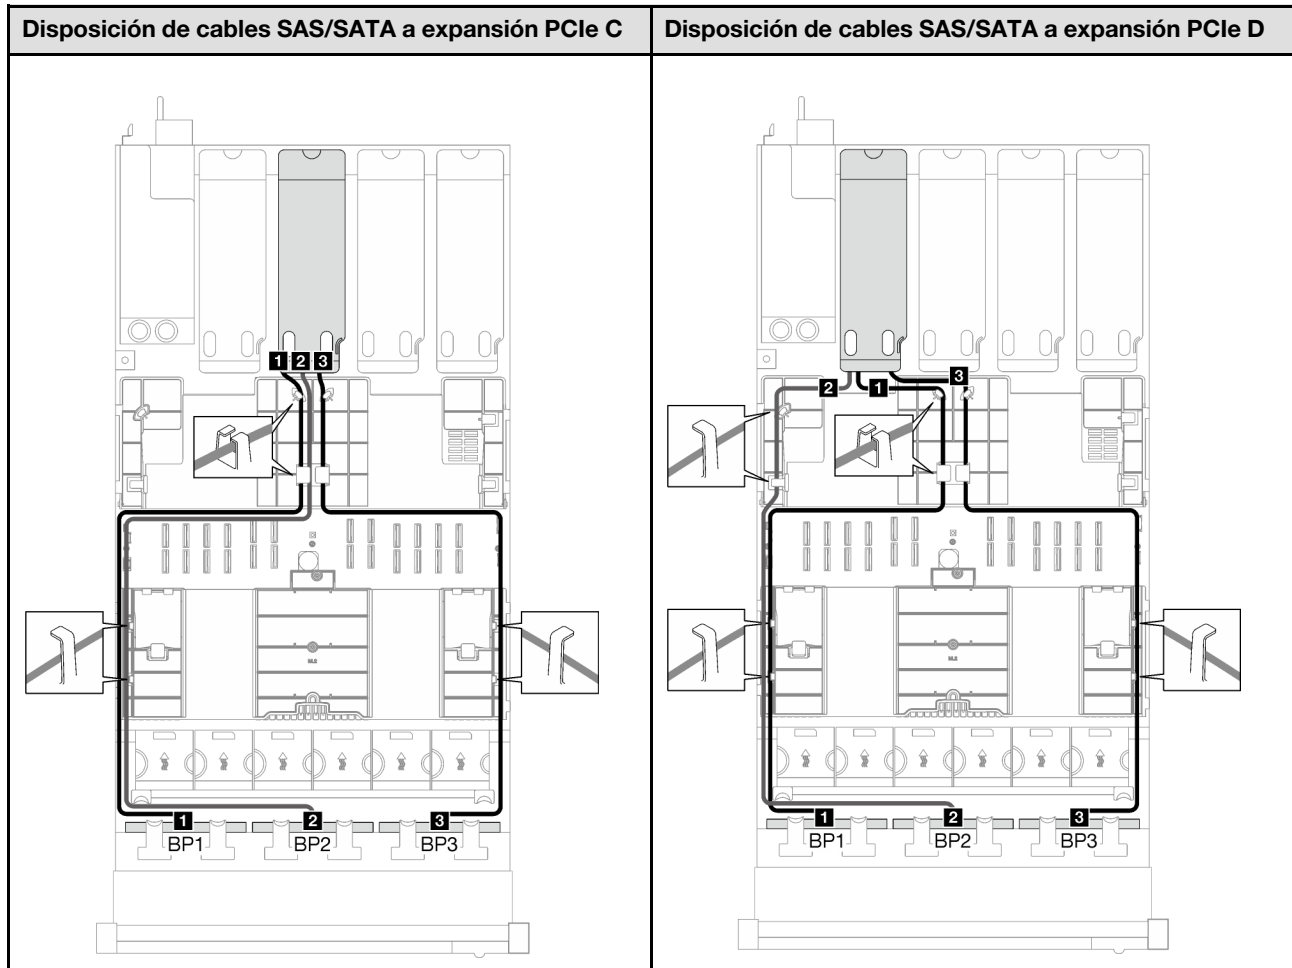 Disposición de cables SAS/SATA a expansión PCIe C
Disposición de cables SAS/SATA a expansión PCIe D
1 2 3
2 1 3
1 2 3
BP1 BP2 BP3
1 2 3
BP1 BP2 BP3